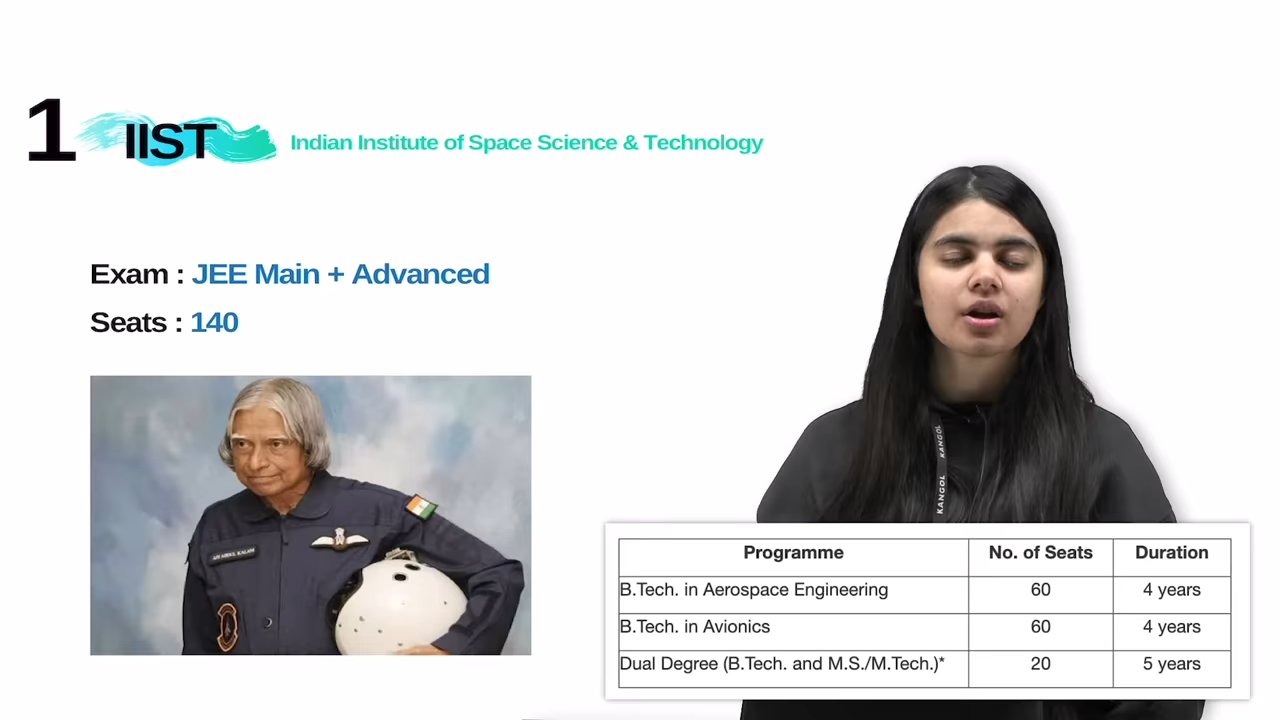 1 IIST Indian Institute of Space Science & Technology
Exam : JEE Main + Advanced
Seats : 140
KANGOL KANGOL
Programme No. of Seats Duration
B.Tech. in Aerospace Engineering 60 4 years
B.Tech. in Avionics 60 4 years
Dual Degree (B.Tech. and M.S./M.Tech.)* 20 5 years